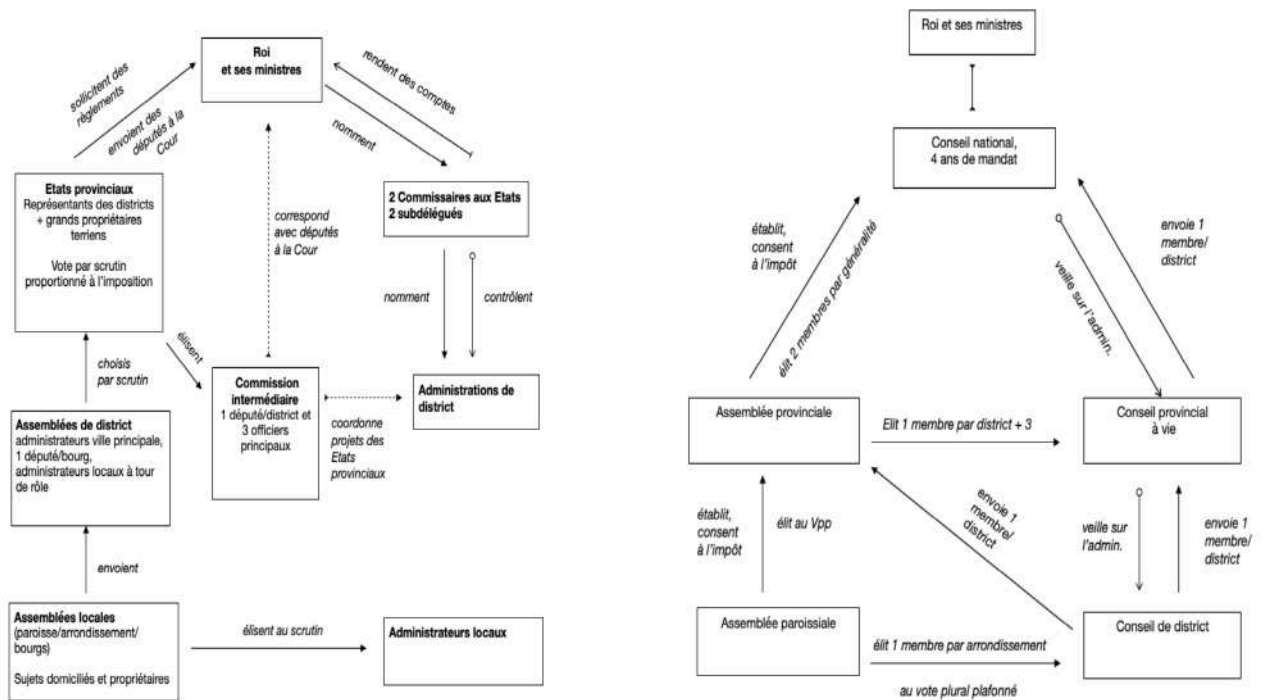 Roi
et ses ministres
sollicitent des
règlements
envoient des
députés à la
Cour
rendent des comptes
nomment
Etats provinciaux
Représentants des districts
+ grands propriétaires
terriens
Vote par scrutin
proportionné à l'imposition
correspond
avec députés
à la Cour
2 Commissaires aux Etats
2 subdélégués
nomment
contrôlent
élisent
choisis
par scrutin
Commission
intermédiaire
1 député/district et
3 officiers
principaux
coordonne
projets des
Etats
provinciaux
Administrations de
district
Assemblées de district
administrateurs ville principale,
1 député/bourg,
administrateurs locaux à tour
de rôle
envoient
Assemblées locales
(paroisse/arrondissement/
bourgs)
Sujets domiciliés et propriétaires
élisent au scrutin
Administrateurs locaux
Roi et ses ministres
Conseil national,
4 ans de mandat
établit,
consent
à l'impôt
élit 2 membres par généralité
veille sur l'admin.
envoie 1
membre/
district
Assemblée provinciale
Elit 1 membre par district + 3
Conseil provincial
à vie
établit,
consent
à l'impôt
élit au Vpp
envoie 1
membre/
district
veille sur
l'admin.
envoie 1
membre/
district
Assemblée paroissiale
élit 1 membre par arrondissement
au vote plural plafonné
Conseil de district